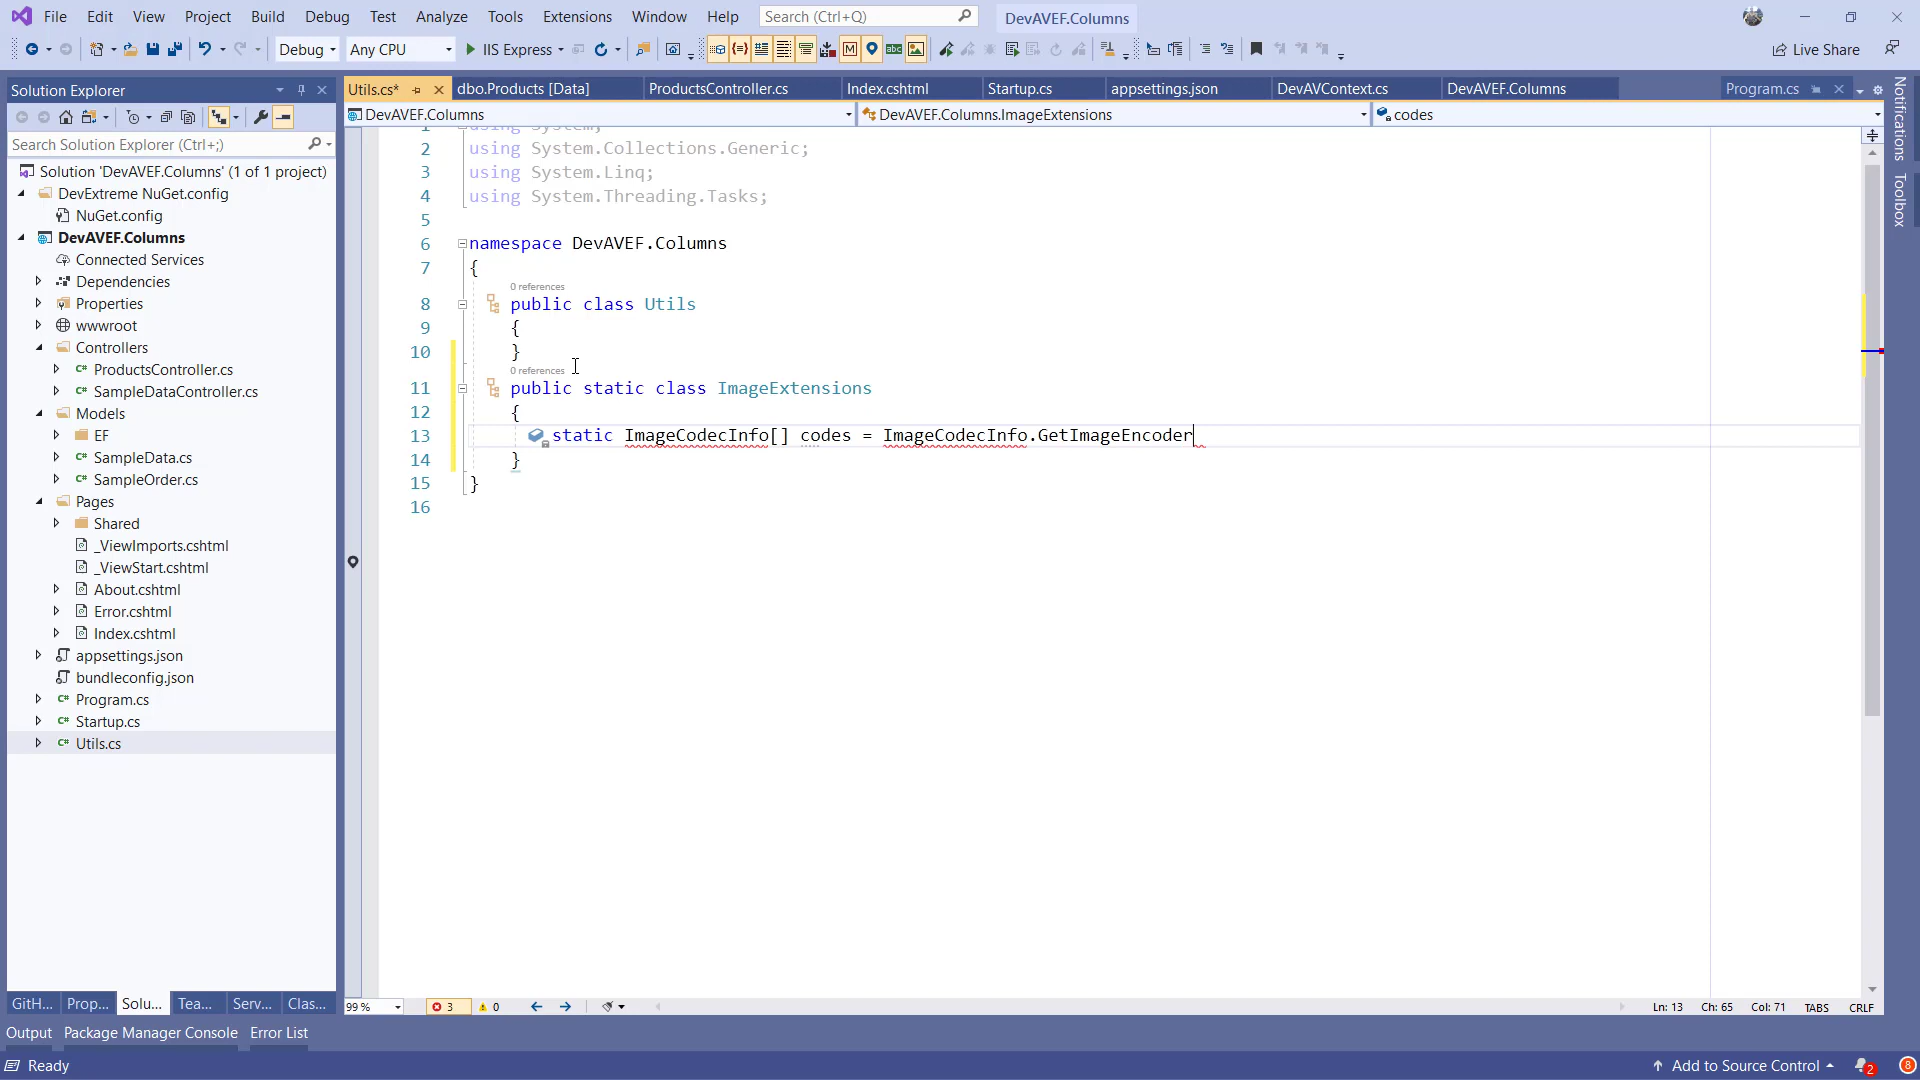 File Edit View Project Build Debug Test Analyze Tools Extensions Window Help Search (Ctrl+Q) DevAVEF.Columns
Debug Any CPU IIS Express Live Share
Solution Explorer
Search Solution Explorer (Ctrl+;)
Solution 'DevAVEF.Columns' (1 of 1 project)
DevExtreme NuGet.config
NuGet.config
DevAVEF.Columns
Connected Services
Dependencies
Properties
wwwroot
Controllers
ProductsController.cs
SampleDataController.cs
Models
EF
SampleData.cs
SampleOrder.cs
Pages
Shared
_ViewImports.cshtml
_ViewStart.cshtml
About.cshtml
Error.cshtml
Index.cshtml
appsettings.json
bundleconfig.json
Program.cs
Startup.cs
Utils.cs
GitH... Prop... Solu... Tea... Serv... Clas...
Utils.cs* dbo.Products [Data] ProductsController.cs Index.cshtml Startup.cs appsettings.json DevAVContext.cs DevAVEF.Columns Program.cs
DevAVEF.Columns DevAVEF.Columns.ImageExtensions codes
1 using System;
2 using System.Collections.Generic;
3 using System.Linq;
4 using System.Threading.Tasks;
5
6 namespace DevAVEF.Columns
7 {
0 references
8 public class Utils
9 {
10 }
0 references
11 public static class ImageExtensions
12 {
13 static ImageCodecInfo[] codes = ImageCodecInfo.GetImageEncoder
14 }
15 }
16
99 % 3 0 Ln: 13 Ch: 65 Col: 71 TABS CRLF
Notifications
Toolbox
Output Package Manager Console Error List
Ready Add to Source Control 2 8